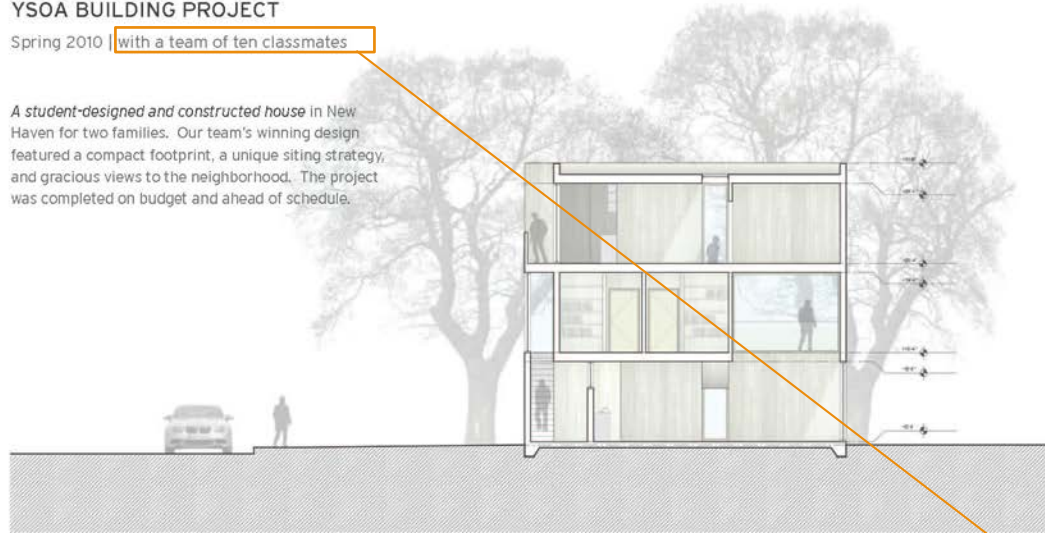 YSOA BUILDING PROJECT
Spring 2010 | with a team of ten classmates
A student-designed and constructed house in New
Haven for two families. Our team's winning design
featured a compact footprint, a unique siting strategy,
and gracious views to the neighborhood. The project
was completed on budget and ahead of schedule.